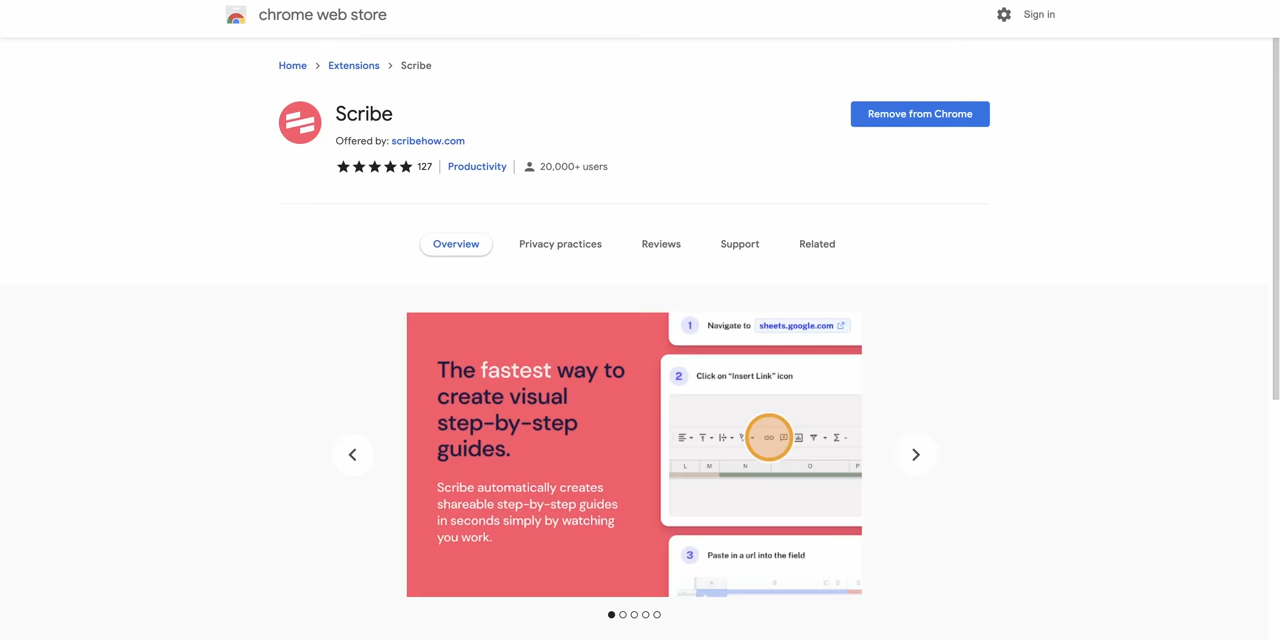 chrome web store
Sign in
Home > Extensions > Scribe
Scribe
Remove from Chrome
Offered by: scribehow.com
127 Productivity 20,000+ users
Overview Privacy practices Reviews Support Related
1 Navigate to sheets.google.com
2 Click on "Insert Link" icon
The fastest way to
create visual
step-by-step
guides.
L M N O P
Scribe automatically creates
shareable step-by-step guides
in seconds simply by watching
you work.
3 Paste in a url into the field
A B C D E